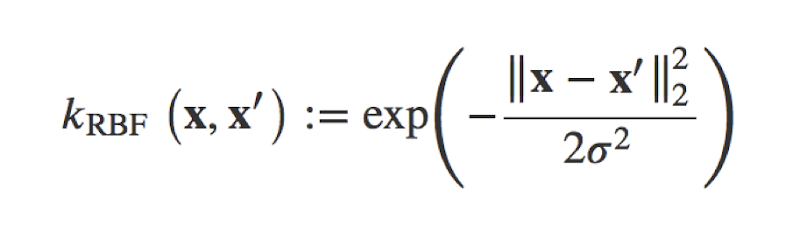 k_RBF (x, x′) := exp(−‖x − x′‖₂² / 2σ²)